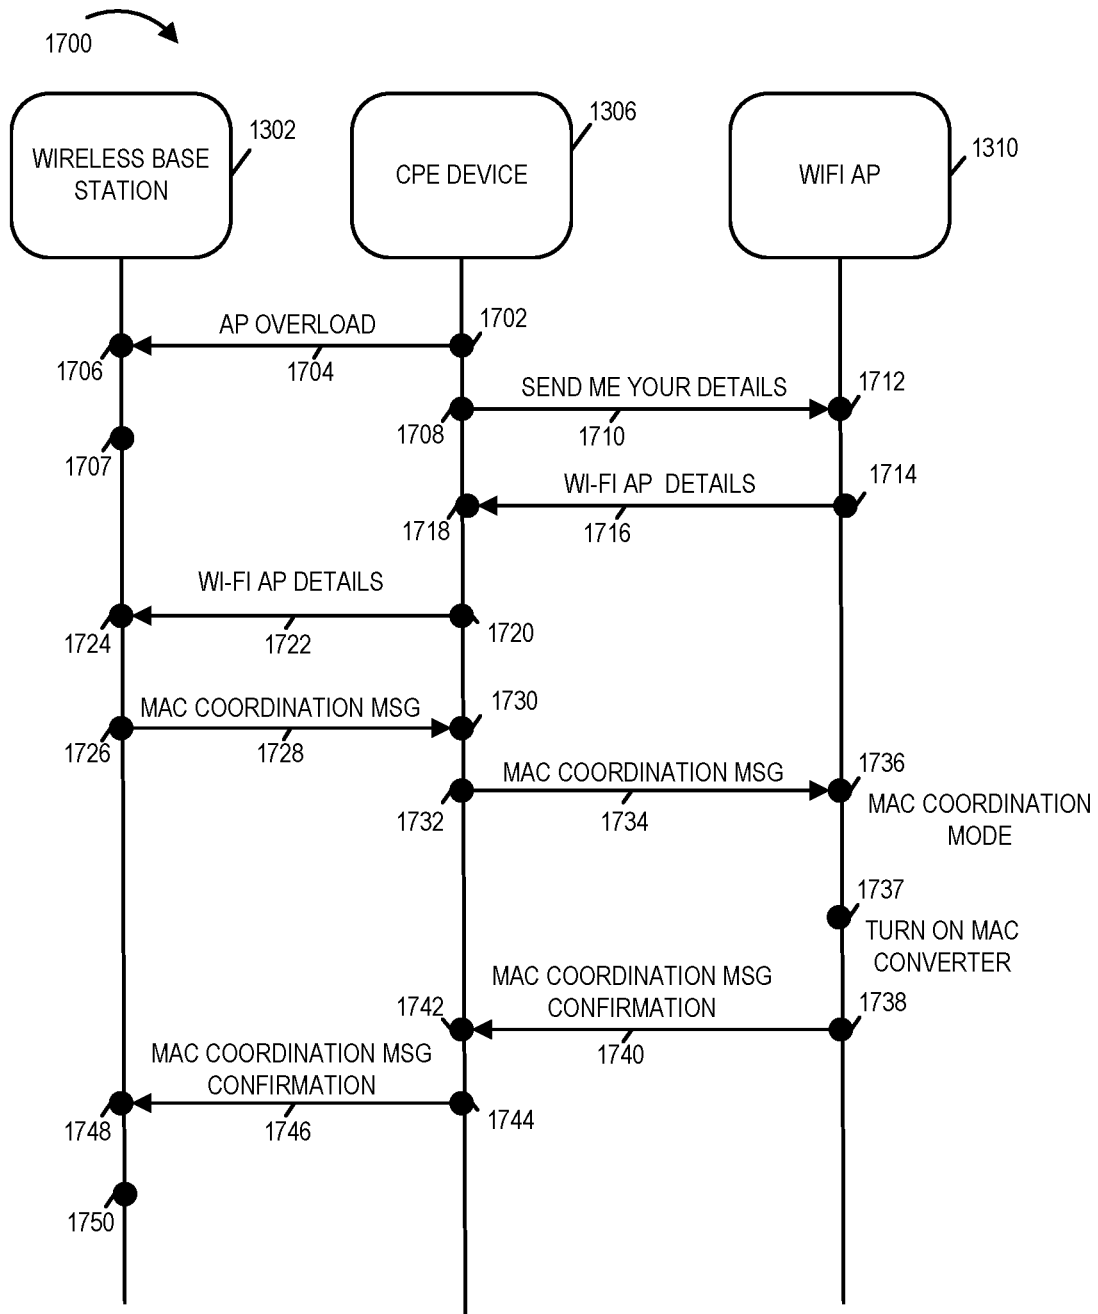 1700
1302
1306
1310
WIRELESS BASE
STATION
CPE DEVICE
WIFI AP
AP OVERLOAD
1702
1706
1704
SEND ME YOUR DETAILS
1712
1708
1710
1707
WI-FI AP DETAILS
1714
1718
1716
WI-FI AP DETAILS
1724
1722
1720
MAC COORDINATION MSG
1730
1726
1728
MAC COORDINATION MSG
1736
1732
1734
MAC COORDINATION
MODE
1737
TURN ON MAC
CONVERTER
MAC COORDINATION MSG
CONFIRMATION
1742
1738
1740
MAC COORDINATION MSG
CONFIRMATION
1748
1746
1744
1750